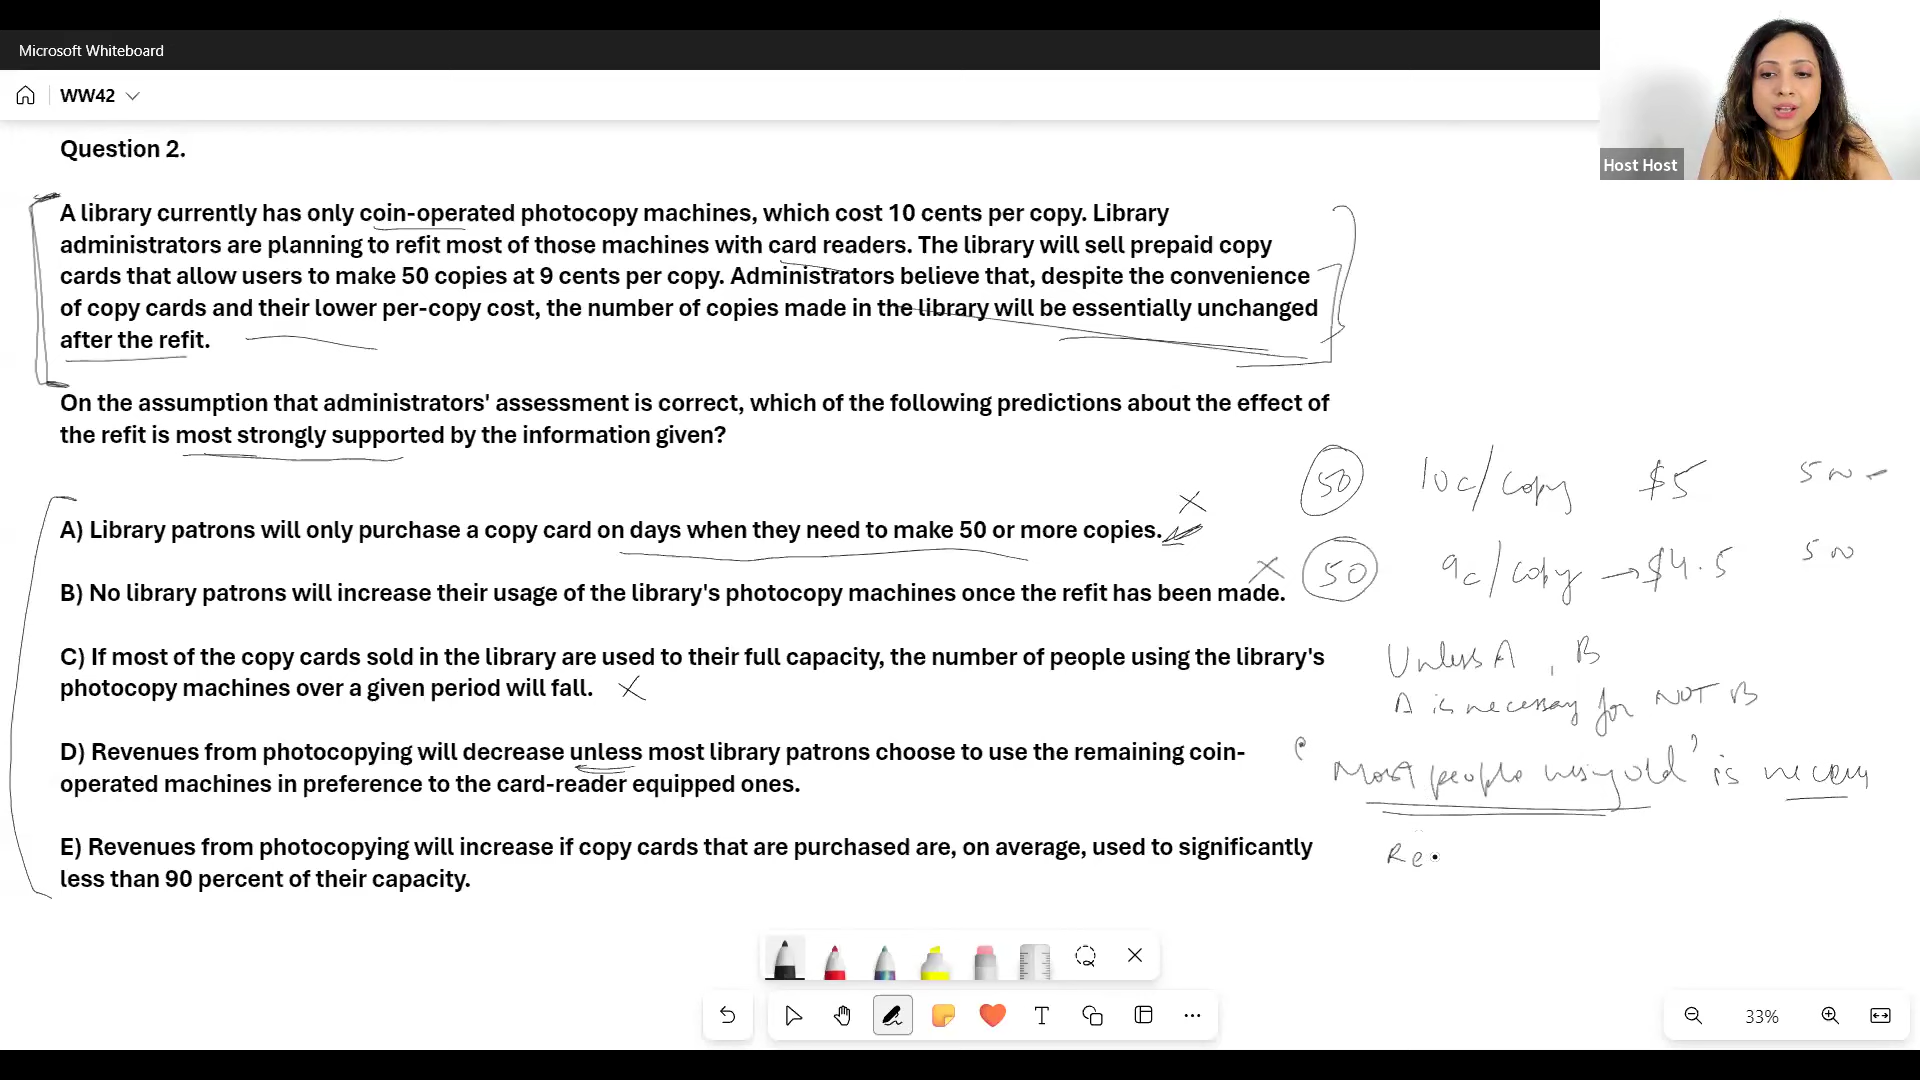 Microsoft Whiteboard
WW42
Host Host
Question 2.
A library currently has only coin-operated photocopy machines, which cost 10 cents per copy. Library
administrators are planning to refit most of those machines with card readers. The library will sell prepaid copy
cards that allow users to make 50 copies at 9 cents per copy. Administrators believe that, despite the convenience
of copy cards and their lower per-copy cost, the number of copies made in the library will be essentially unchanged
after the refit.
On the assumption that administrators' assessment is correct, which of the following predictions about the effect of
the refit is most strongly supported by the information given?
50 10c/copy $5
A) Library patrons will only purchase a copy card on days when they need to make 50 or more copies.
50 9c/copy → $4.5
B) No library patrons will increase their usage of the library's photocopy machines once the refit has been made.
C) If most of the copy cards sold in the library are used to their full capacity, the number of people using the library's
photocopy machines over a given period will fall.
Unless A, B
A is necessary for NOT B
D) Revenues from photocopying will decrease unless most library patrons choose to use the remaining coin-
operated machines in preference to the card-reader equipped ones.
'Most people using old' is
E) Revenues from photocopying will increase if copy cards that are purchased are, on average, used to significantly
less than 90 percent of their capacity.
Re
33%